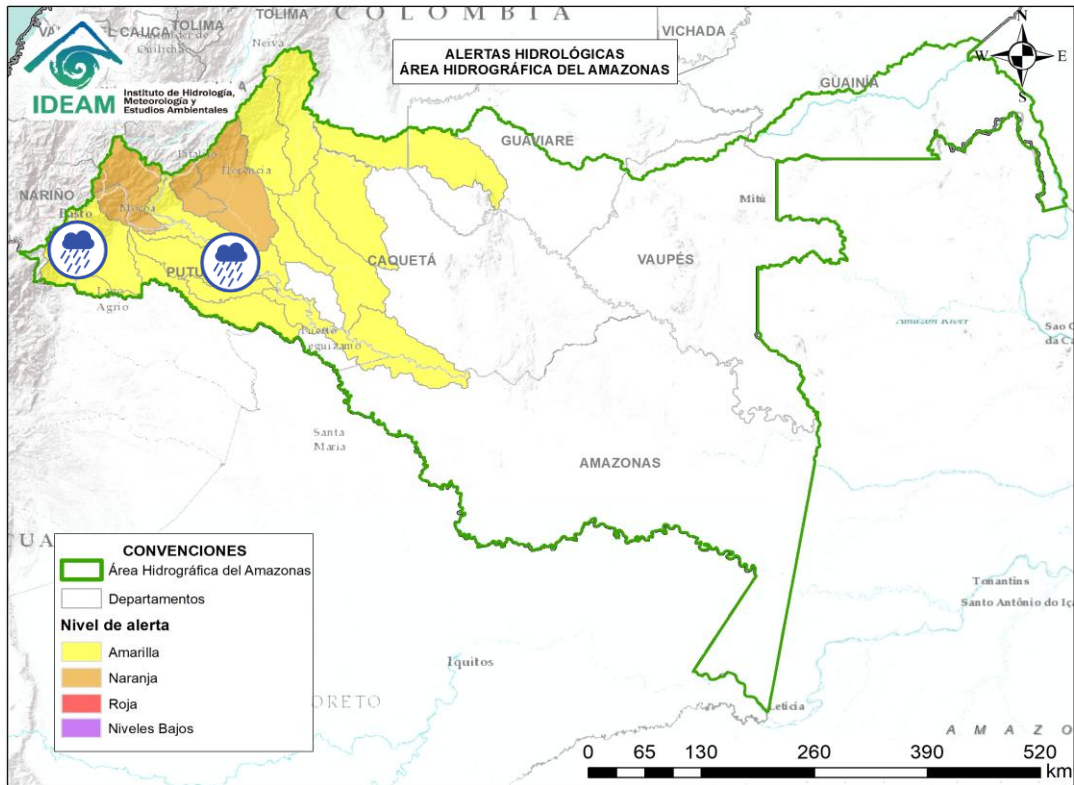 COLOMBIA
TOLIMA
TOLIMA
CAUCA
Neiva
VICHADA
ALERTAS HIDROLÓGICAS
ÁREA HIDROGRÁFICA DEL AMAZONAS
N
W
E
S
IDEAM
Instituto de Hidrología,
Meteorología y
Estudios Ambientales
GUAINÍA
GUAVIARE
Florencia
NARIÑO
Mocoa
Pasto
Mitú
CAQUETÁ
VAUPÉS
PUTU
Lago
Agrio
Amazon River
Puerto
Leguizamo
Santa
Maria
AMAZONAS
CONVENCIONES
Área Hidrográfica del Amazonas
Departamentos
Nivel de alerta
Amarilla
Naranja
Roja
Niveles Bajos
Tonantins
Santo Antônio do Iça
Iquitos
ORETO
Leticia
AMAZO
0 65 130 260 390 520
km